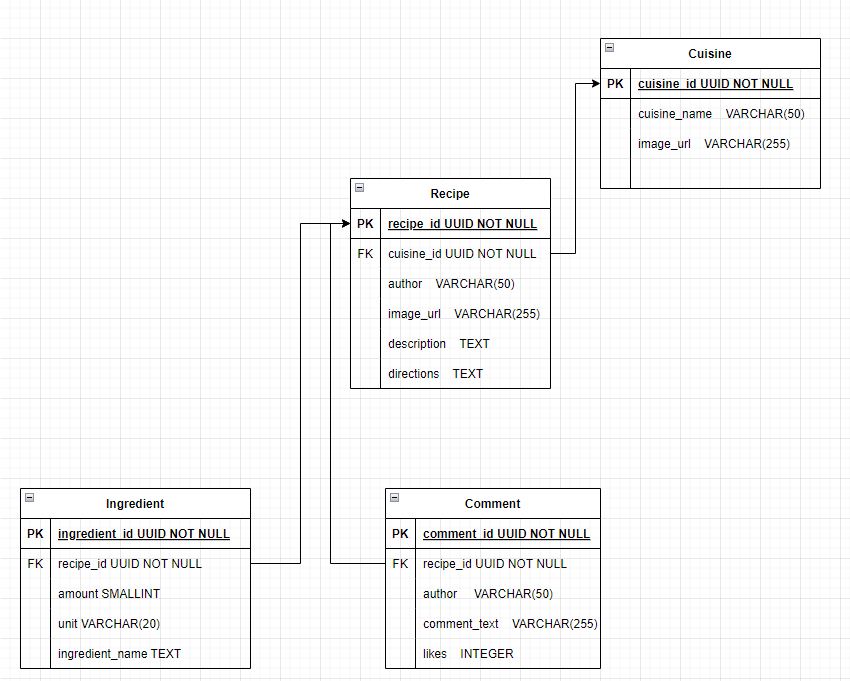 Cuisine
PK cuisine_id UUID NOT NULL
cuisine_name VARCHAR(50)
image_url VARCHAR(255)
Recipe
PK recipe_id UUID NOT NULL
FK cuisine_id UUID NOT NULL
author VARCHAR(50)
image_url VARCHAR(255)
description TEXT
directions TEXT
Ingredient
PK ingredient_id UUID NOT NULL
FK recipe_id UUID NOT NULL
amount SMALLINT
unit VARCHAR(20)
ingredient_name TEXT
Comment
PK comment_id UUID NOT NULL
FK recipe_id UUID NOT NULL
author VARCHAR(50)
comment_text VARCHAR(255)
likes INTEGER